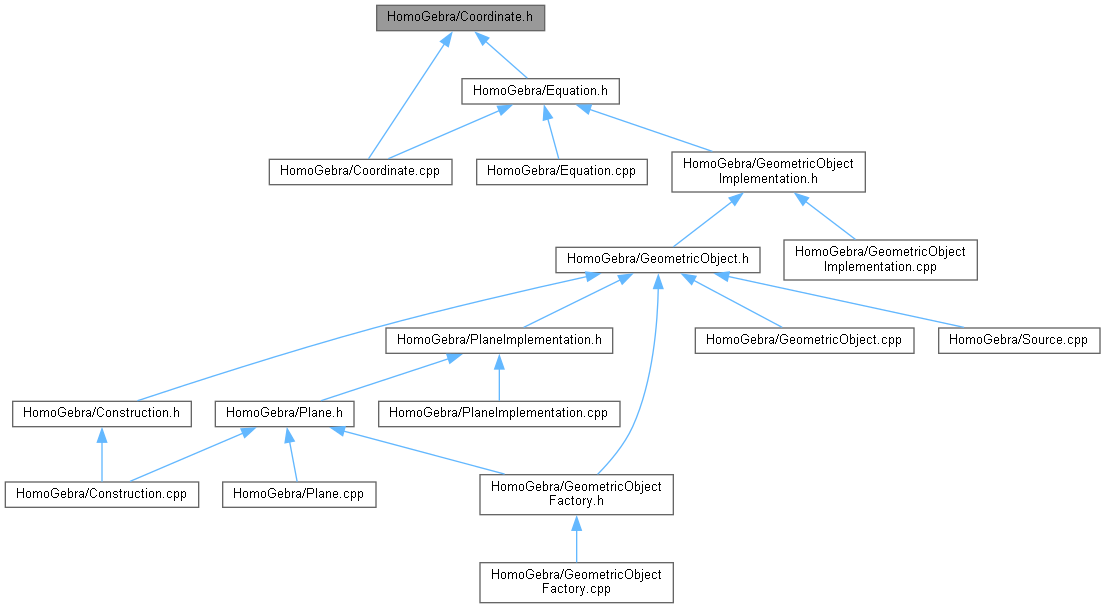 HomoGebra/Coordinate.h
HomoGebra/Equation.h
HomoGebra/Coordinate.cpp
HomoGebra/Equation.cpp
HomoGebra/GeometricObject
Implementation.h
HomoGebra/GeometricObject.h
HomoGebra/GeometricObject
Implementation.cpp
HomoGebra/PlaneImplementation.h
HomoGebra/GeometricObject.cpp
HomoGebra/Source.cpp
HomoGebra/Construction.h
HomoGebra/Plane.h
HomoGebra/PlaneImplementation.cpp
HomoGebra/Construction.cpp
HomoGebra/Plane.cpp
HomoGebra/GeometricObject
Factory.h
HomoGebra/GeometricObject
Factory.cpp